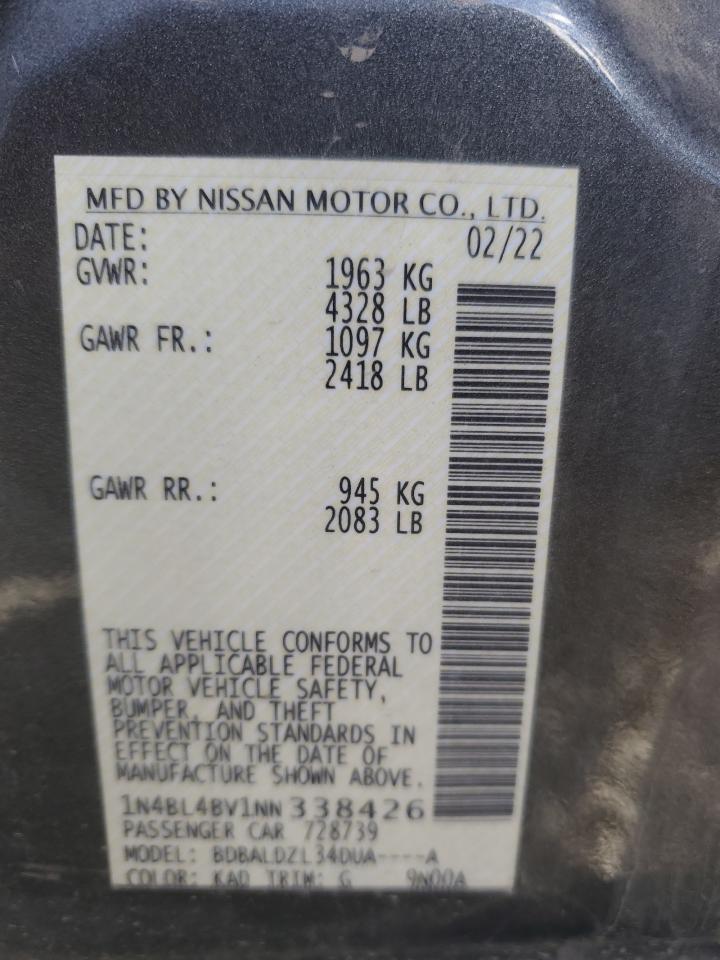 MFD BY NISSAN MOTOR CO., LTD.
DATE: 02/22
GVWR: 1963 KG
4328 LB
GAWR FR.: 1097 KG
2418 LB
GAWR RR.: 945 KG
2083 LB
THIS VEHICLE CONFORMS TO
ALL APPLICABLE FEDERAL
MOTOR VEHICLE SAFETY,
BUMPER, AND THEFT
PREVENTION STANDARDS IN
EFFECT ON THE DATE OF
MANUFACTURE SHOWN ABOVE.
1N4BL4BV1NN338426
PASSENGER CAR 728739
MODEL: BDBALDZL34DUA----A
COLOR: KAD TRIM: G 9N00A